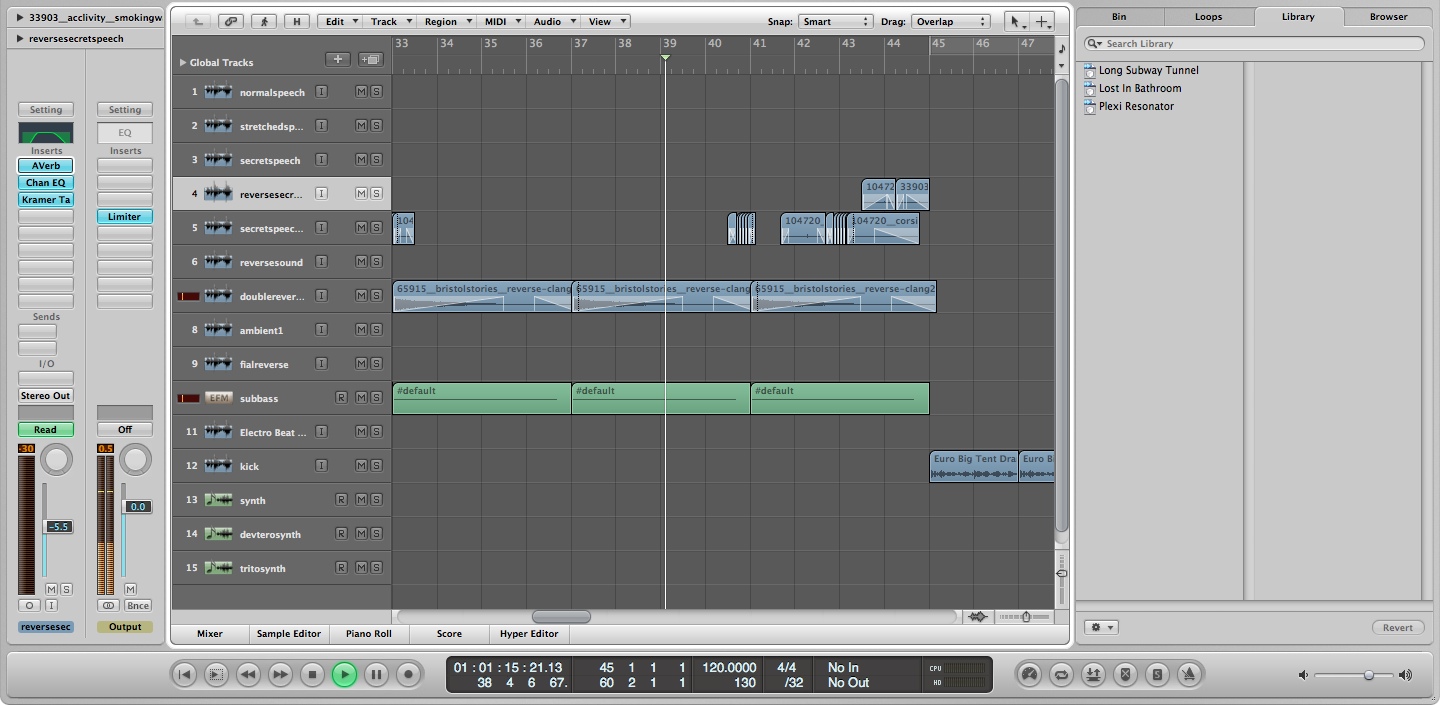 33903_acclivity__smokingw
reversesecretspeech
H Edit Track Region MIDI Audio View Snap: Smart Drag: Overlap
Bin Loops Library Browser
Search Library
Long Subway Tunnel
Lost In Bathroom
Plexi Resonator
33 34 35 36 37 38 39 40 41 42 43 44 45 46 47
Global Tracks
1 normalspeech I M S
2 stretchedsp... I M S
3 secretspeech I M S
4 reversesecr... I M S
10472 33903
5 secretspeec... I M S
104 104720_ 104720__corsi
6 reversesound I M S
doublerever... I M S
65915__bristolstories__reverse-clang 65915__bristolstories__reverse-clang 65915__bristolstories__reverse-clang2
8 ambient1 I M S
9 fialreverse I M S
EFM subbass R M S
#default #default #default
11 Electro Beat ... I M S
12 kick I M S
Euro Big Tent Dra Euro B
13 synth R M S
14 devterosynth R M S
15 tritosynth R M S
Setting Setting
EQ
Inserts Inserts
AVerb
Chan EQ
Kramer Ta
Limiter
Sends
I/O
Stereo Out
Read Off
-30 0.5
0.0
-5.5
M S M
O I Bnce
reversesec Output
Mixer Sample Editor Piano Roll Score Hyper Editor
Revert
01 : 01 : 15 : 21.13 45 1 1 1 120.0000 4/4 No In CPU
38 4 6 67. 60 2 1 1 130 /32 No Out HD
S